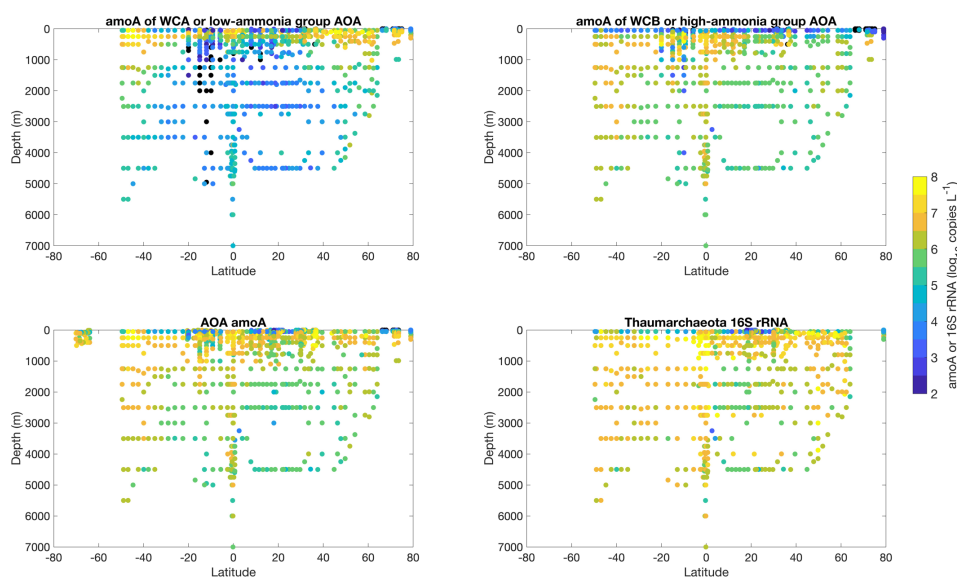 amoA of WCA or low-ammonia group AOA
amoA of WCB or high-ammonia group AOA
0
1000
2000
3000
4000
5000
6000
7000
Depth (m)
-80 -60 -40 -20 0 20 40 60 80
Latitude
0
1000
2000
3000
4000
5000
6000
7000
Depth (m)
-80 -60 -40 -20 0 20 40 60 80
Latitude
AOA amoA
Thaumarchaeota 16S rRNA
0
1000
2000
3000
4000
5000
6000
7000
Depth (m)
-80 -60 -40 -20 0 20 40 60 80
Latitude
0
1000
2000
3000
4000
5000
6000
7000
Depth (m)
-80 -60 -40 -20 0 20 40 60 80
Latitude
8
7
6
5
4
3
2
amoA or 16S rRNA (log₁₀ copies L⁻¹)